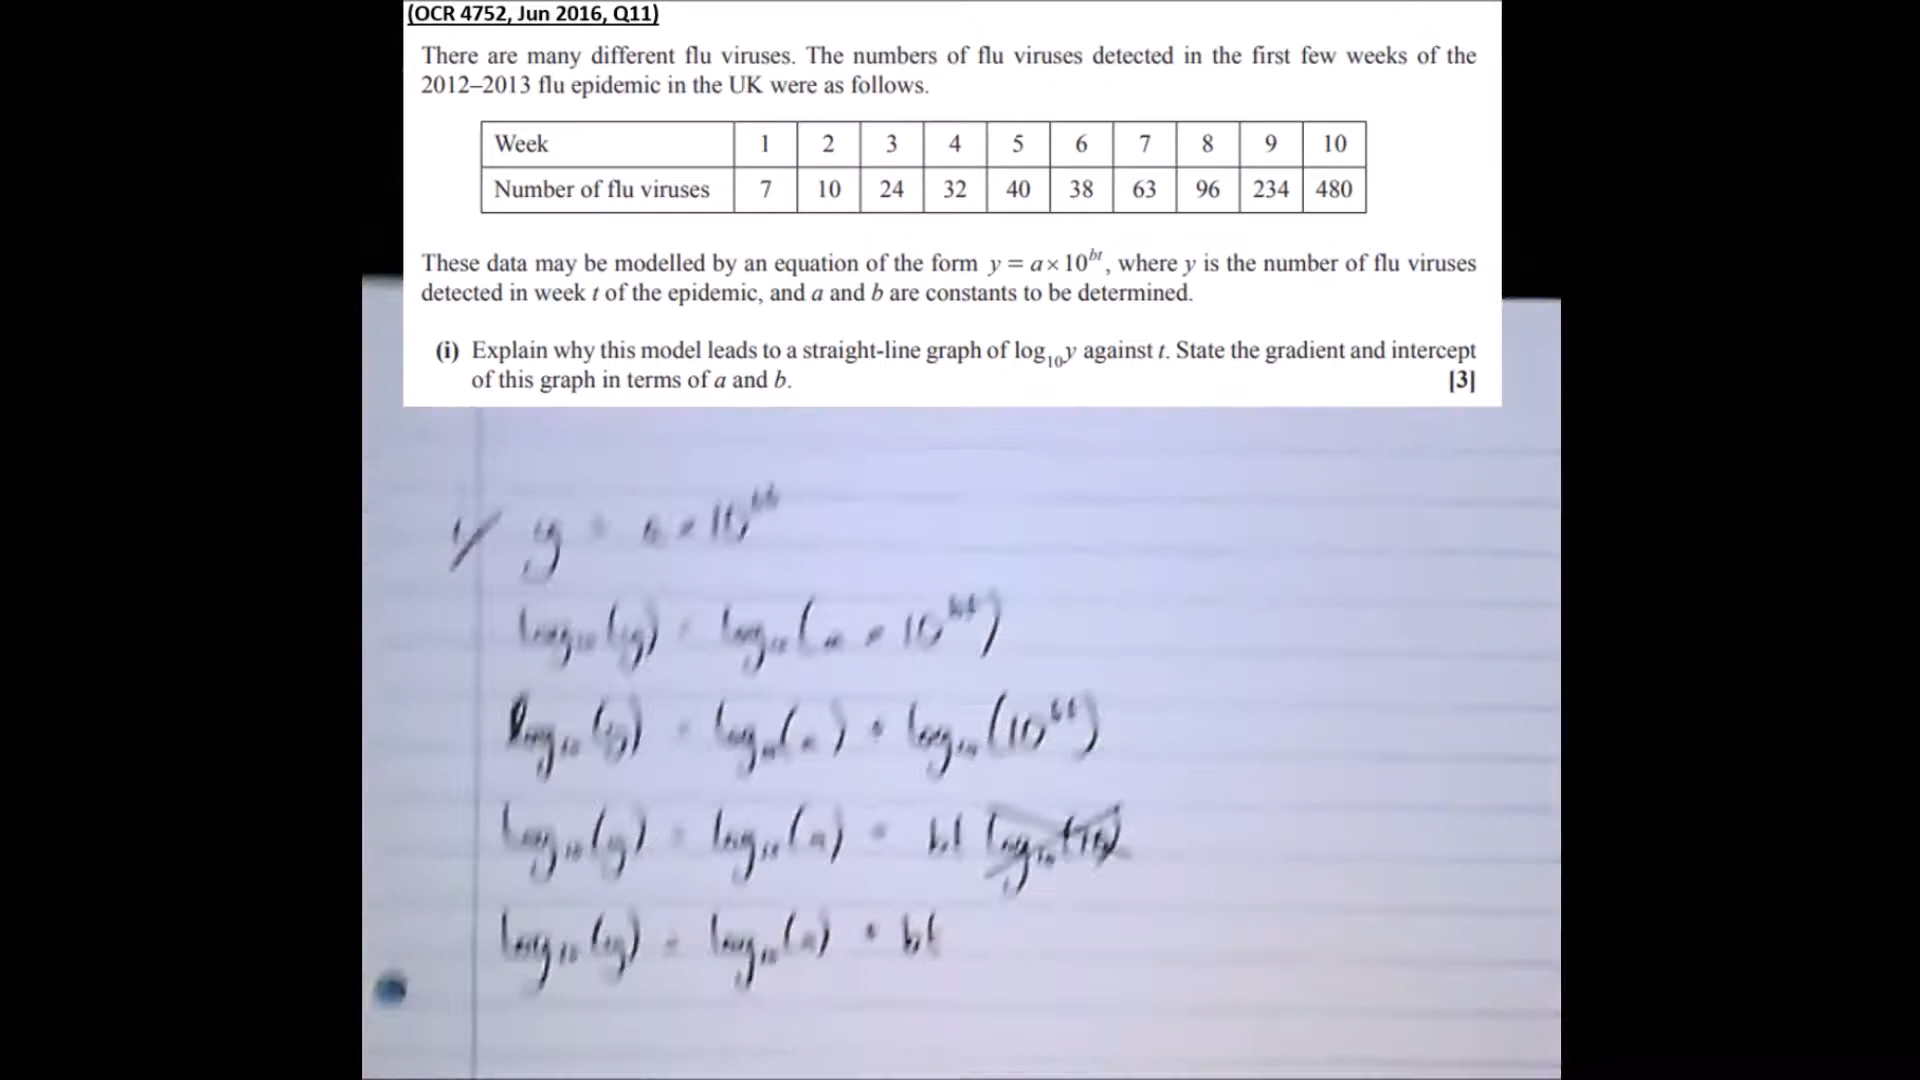 (OCR 4752, Jun 2016, Q11)
There are many different flu viruses. The numbers of flu viruses detected in the first few weeks of the
2012–2013 flu epidemic in the UK were as follows.
Week 1 2 3 4 5 6 7 8 9 10
Number of flu viruses 7 10 24 32 40 38 63 96 234 480
These data may be modelled by an equation of the form y = a × 10^{bt}, where y is the number of flu viruses
detected in week t of the epidemic, and a and b are constants to be determined.
(i) Explain why this model leads to a straight-line graph of log₁₀y against t. State the gradient and intercept
of this graph in terms of a and b. [3]
i/ y = a × 10^{bt}
log₁₀(y) = log₁₀(a × 10^{bt})
log₁₀(y) = log₁₀(a) + log₁₀(10^{bt})
log₁₀(y) = log₁₀(a) + bt log₁₀(10)
log₁₀(y) = log₁₀(a) + bt